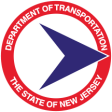 DEPARTMENT OF TRANSPORTATION
THE STATE OF NEW JERSEY